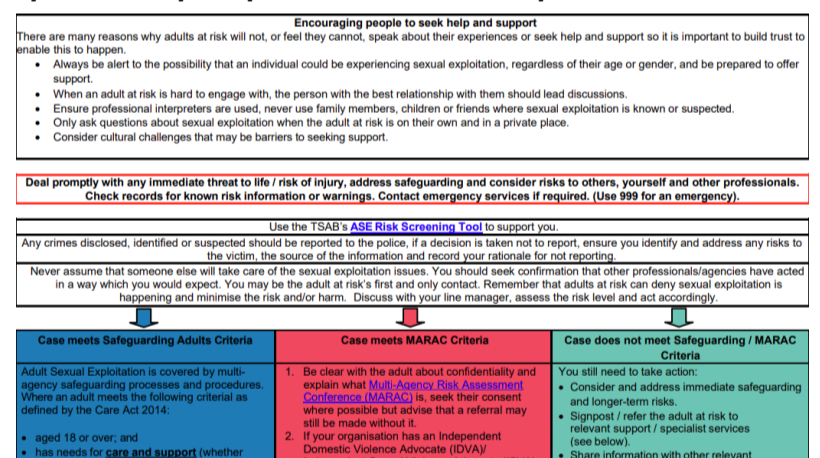 Encouraging people to seek help and support
There are many reasons why adults at risk will not, or feel they cannot, speak about their experiences or seek help and support so it is important to build trust to
enable this to happen.
• Always be alert to the possibility that an individual could be experiencing sexual exploitation, regardless of their age or gender, and be prepared to offer
support.
• When an adult at risk is hard to engage with, the person with the best relationship with them should lead discussions.
• Ensure professional interpreters are used, never use family members, children or friends where sexual exploitation is known or suspected.
• Only ask questions about sexual exploitation when the adult at risk is on their own and in a private place.
• Consider cultural challenges that may be barriers to seeking support.
Deal promptly with any immediate threat to life / risk of injury, address safeguarding and consider risks to others, yourself and other professionals.
Check records for known risk information or warnings. Contact emergency services if required. (Use 999 for an emergency).
Use the TSAB's ASE Risk Screening Tool to support you.
Any crimes disclosed, identified or suspected should be reported to the police, if a decision is taken not to report, ensure you identify and address any risks to
the victim, the source of the information and record your rationale for not reporting.
Never assume that someone else will take care of the sexual exploitation issues. You should seek confirmation that other professionals/agencies have acted
in a way which you would expect. You may be the adult at risk's first and only contact. Remember that adults at risk can deny sexual exploitation is
happening and minimise the risk and/or harm. Discuss with your line manager, assess the risk level and act accordingly.
Case meets Safeguarding Adults Criteria
Adult Sexual Exploitation is covered by multi-
agency safeguarding processes and procedures.
Where an adult meets the following criterial as
defined by the Care Act 2014:
• aged 18 or over; and
• has needs for care and support (whether
Case meets MARAC Criteria
1. Be clear with the adult about confidentiality and
explain what Multi-Agency Risk Assessment
Conference (MARAC) is, seek their consent
where possible but advise that a referral may
still be made without it.
2. If your organisation has an Independent
Domestic Violence Advocate (IDVA)/
Case does not meet Safeguarding / MARAC
Criteria
You still need to take action:
• Consider and address immediate safeguarding
and longer-term risks.
• Signpost / refer the adult at risk to
relevant support / specialist services
(see below).
• Share information with other relevant